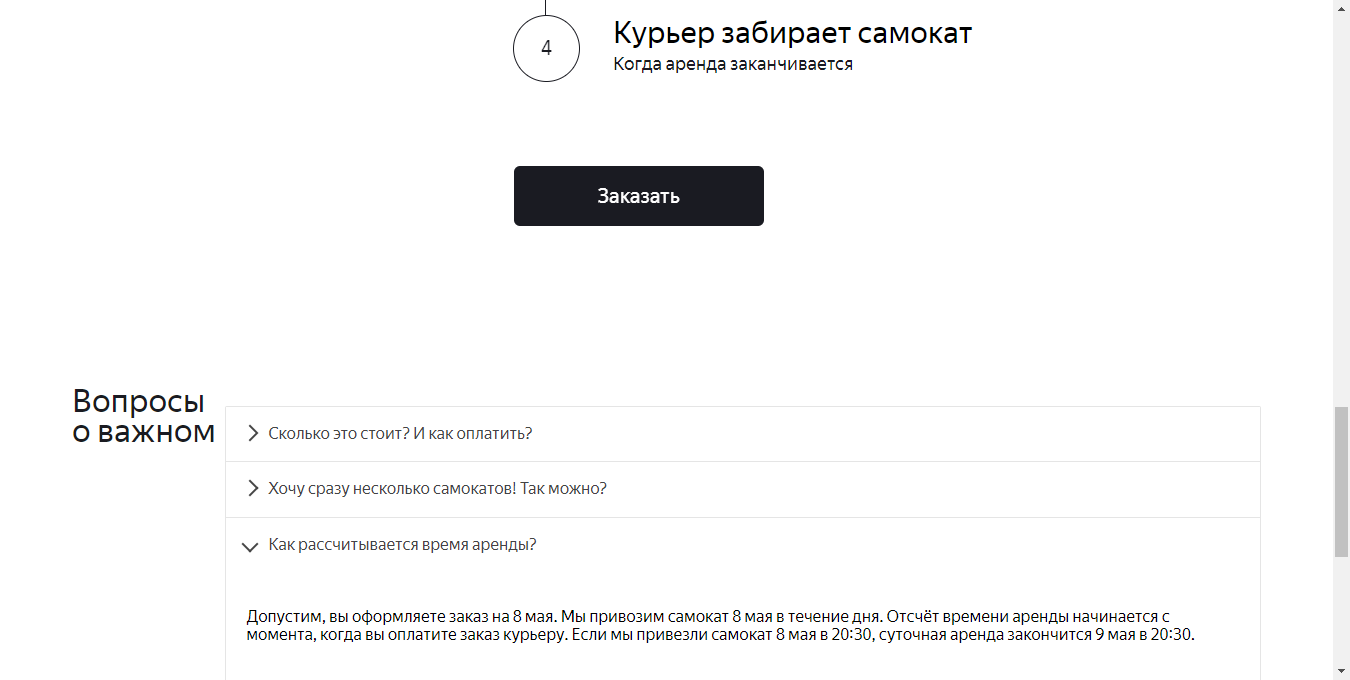 4
Курьер забирает самокат
Когда аренда заканчивается
Заказать
Вопросы
о важном
Сколько это стоит? И как оплатить?
Хочу сразу несколько самокатов! Так можно?
Как рассчитывается время аренды?
Допустим, вы оформляете заказ на 8 мая. Мы привозим самокат 8 мая в течение дня. Отсчёт времени аренды начинается с
момента, когда вы оплатите заказ курьеру. Если мы привезли самокат 8 мая в 20:30, суточная аренда закончится 9 мая в 20:30.